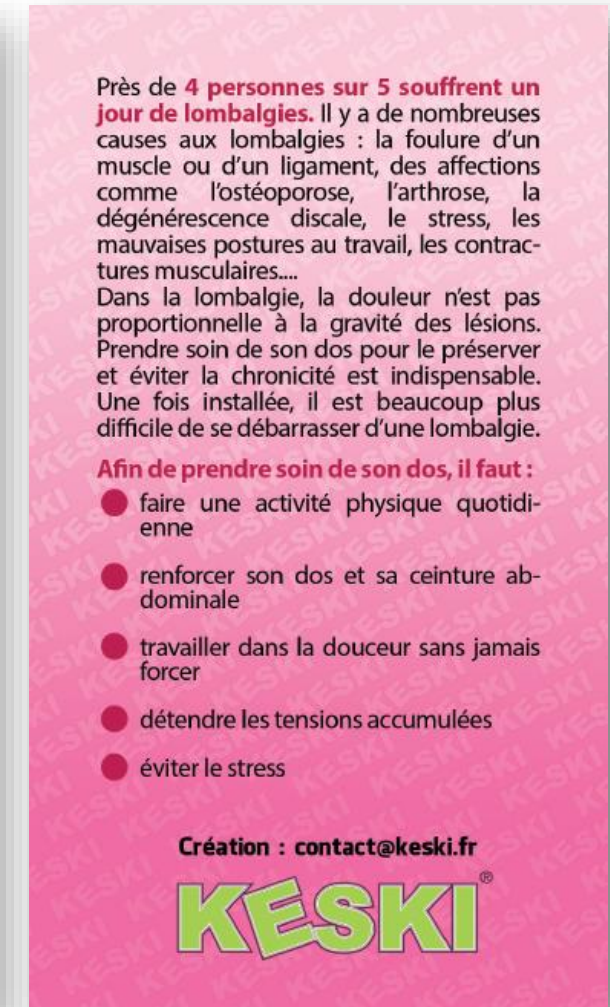 Près de 4 personnes sur 5 souffrent un
jour de lombalgies. Il y a de nombreuses
causes aux lombalgies : la foulure d'un
muscle ou d'un ligament, des affections
comme l'ostéoporose, l'arthrose, la
dégénérescence discale, le stress, les
mauvaises postures au travail, les contrac-
tures musculaires....
Dans la lombalgie, la douleur n'est pas
proportionnelle à la gravité des lésions.
Prendre soin de son dos pour le préserver
et éviter la chronicité est indispensable.
Une fois installée, il est beaucoup plus
difficile de se débarrasser d'une lombalgie.
Afin de prendre soin de son dos, il faut :
faire une activité physique quotidi-
enne
renforcer son dos et sa ceinture ab-
dominale
travailler dans la douceur sans jamais
forcer
détendre les tensions accumulées
éviter le stress
Création : contact@keski.fr
KESKI®